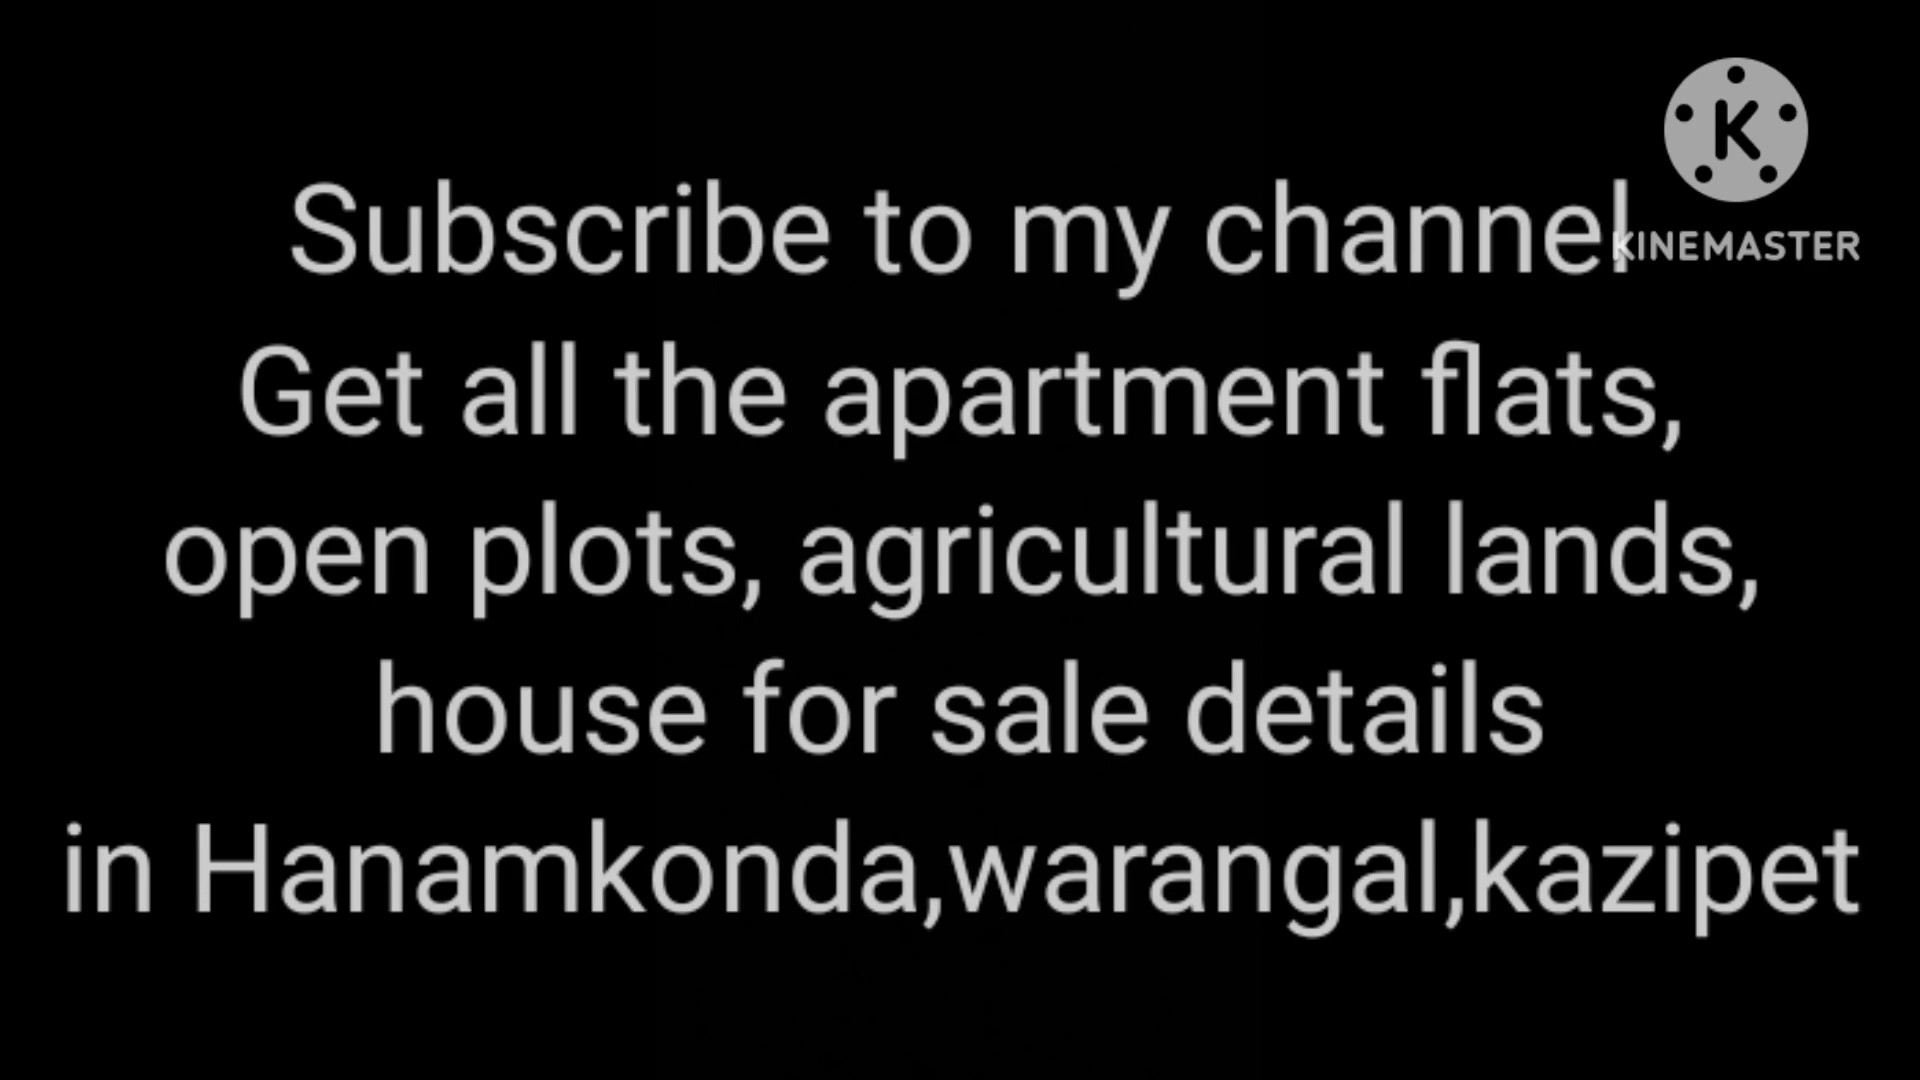 K
Subscribe to my channel
KINEMASTER
Get all the apartment flats,
open plots, agricultural lands,
house for sale details
in Hanamkonda,warangal,kazipet